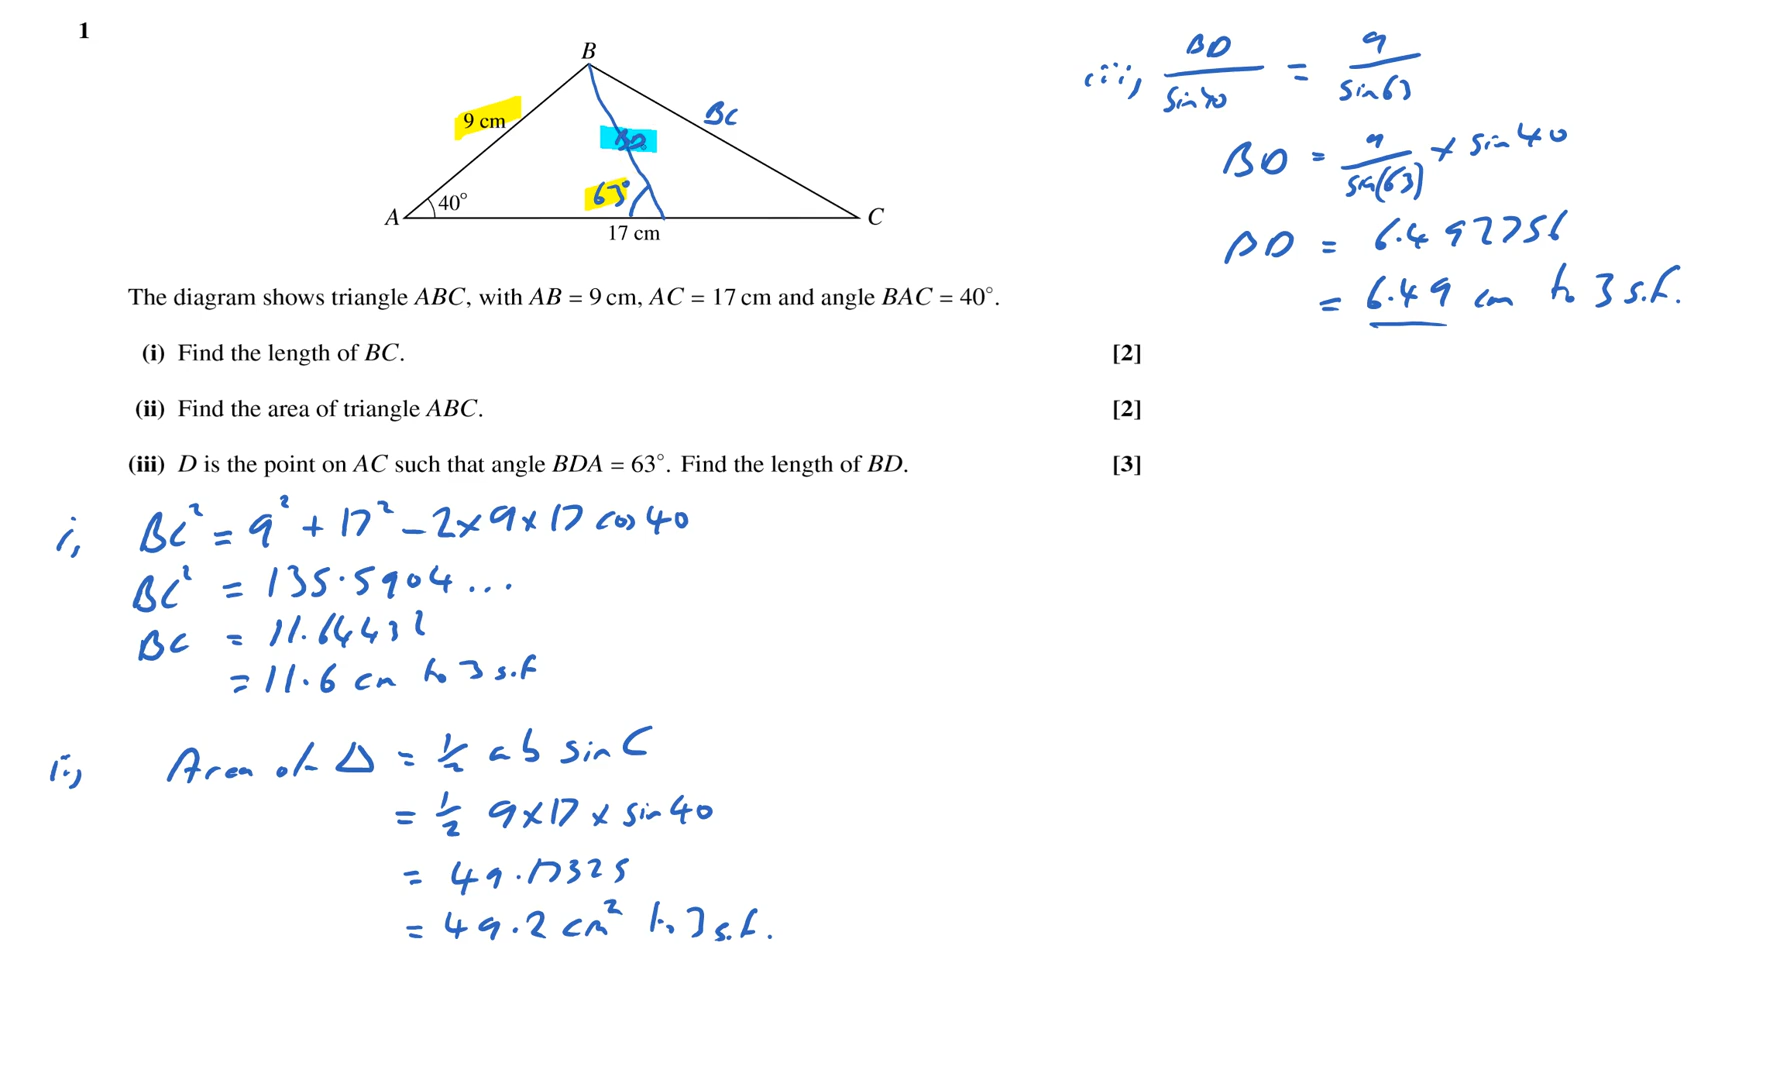 1
B
9 cm
BC
BD
63°
40°
A
C
17 cm
The diagram shows triangle ABC, with AB = 9 cm, AC = 17 cm and angle BAC = 40°.
(i) Find the length of BC. [2]
(ii) Find the area of triangle ABC. [2]
(iii) D is the point on AC such that angle BDA = 63°. Find the length of BD. [3]
i, BC² = 9² + 17² - 2 x 9 x 17 cos 40
BC² = 135.5904...
BC = 11.64432
= 11.6 cm to 3 s.f
ii, Area of Δ = 1/2 ab sin C
= 1/2 9 x 17 x sin 40
= 49.17325
= 49.2 cm² to 3 s.f.
iii, BD / sin 40 = 9 / sin 63
BD = 9 / sin(63) x sin 40
BD = 6.492756
= 6.49 cm to 3 s.f.